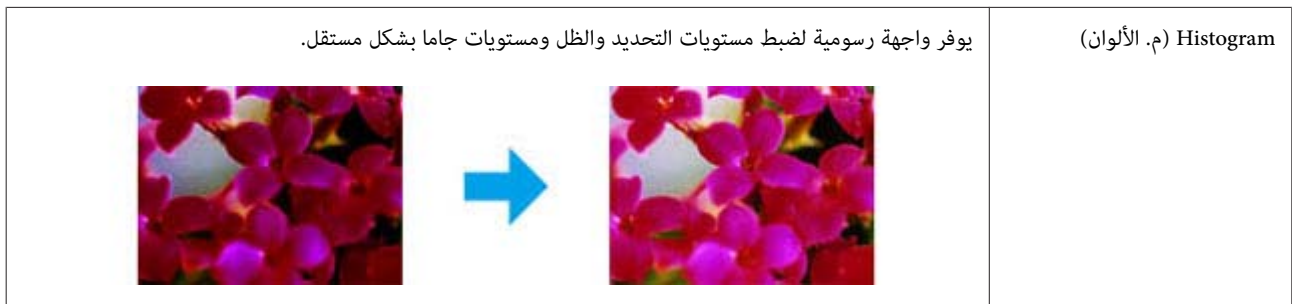 Histogram (م. الألوان)
يوفر واجهة رسومية لضبط مستويات التحديد والظل ومستويات جاما بشكل مستقل.